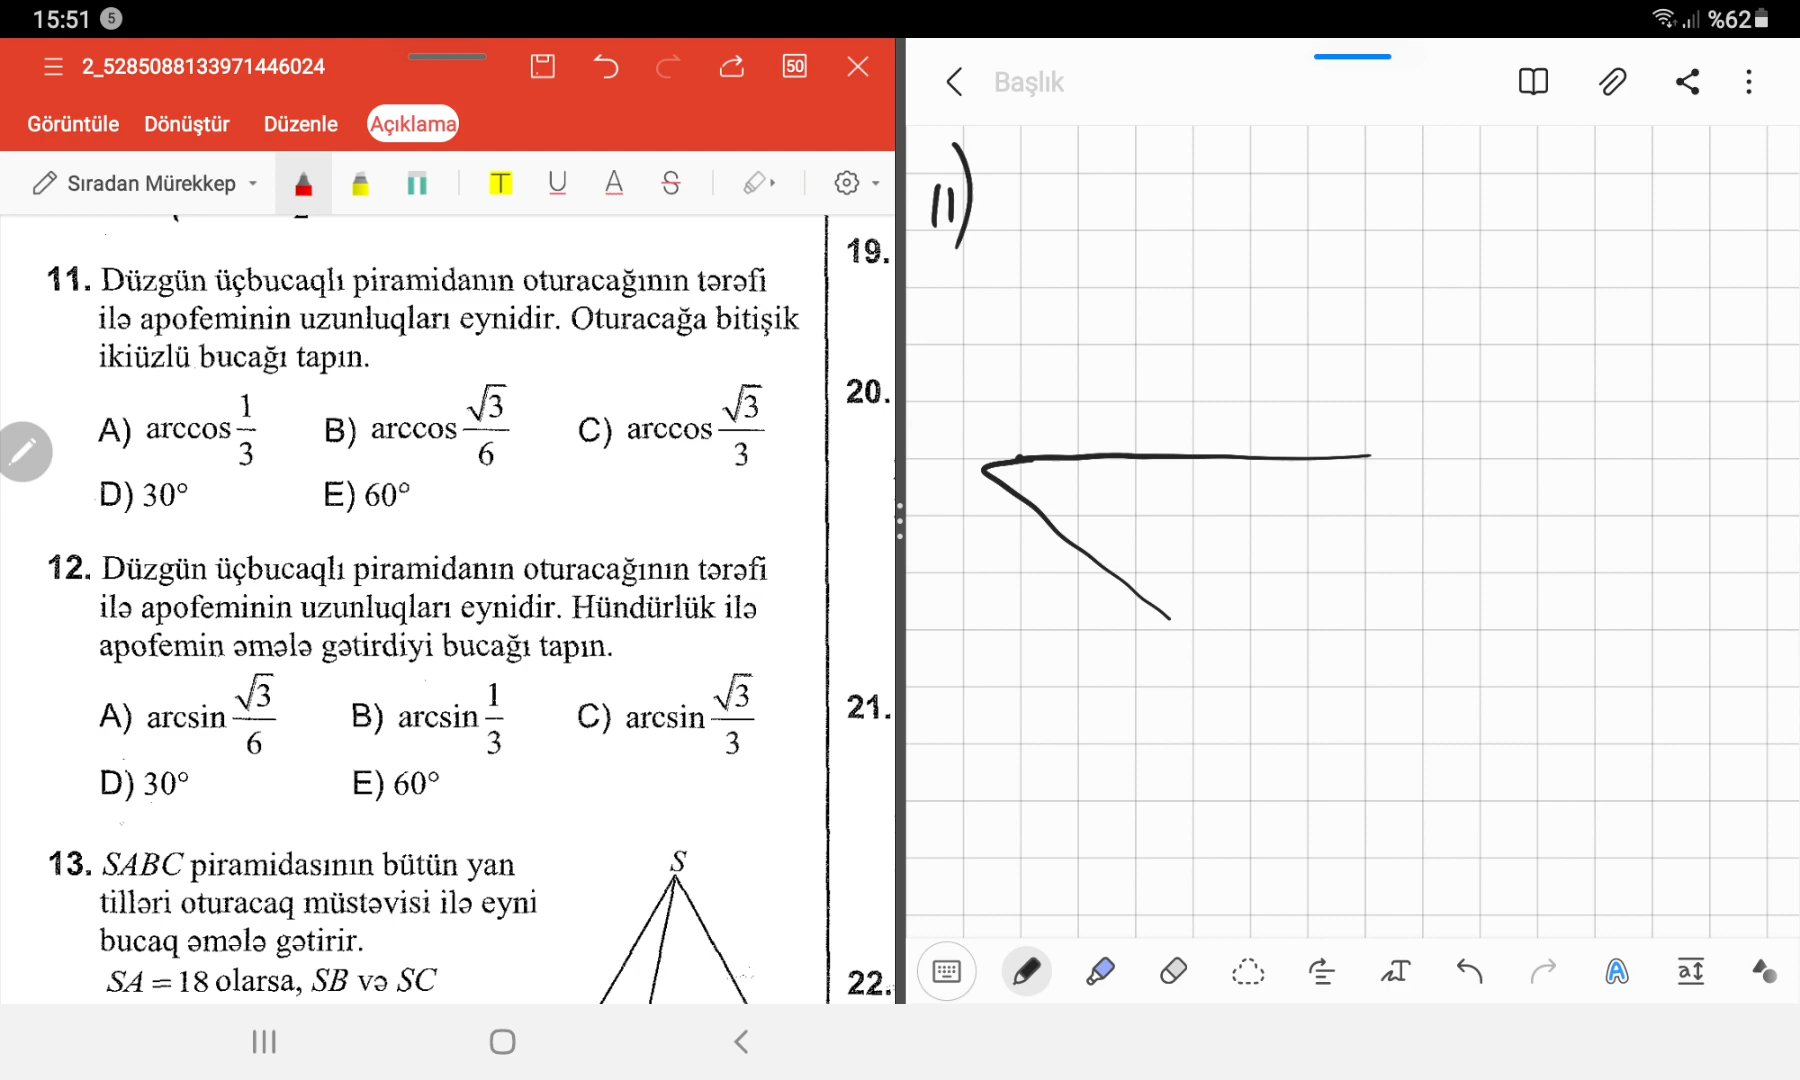 15:51 5
%62
2_5285088133971446024
50
Görüntüle Dönüştür Düzenle Açıklama
Sıradan Mürekkep
T U A S
11. Düzgün üçbucaqlı piramidanın oturacağının tərəfi
ilə apofeminin uzunluqları eynidir. Oturacağa bitişik
ikiüzlü bucağı tapın.
A) arccos 1/3 B) arccos √3/6 C) arccos √3/3
D) 30° E) 60°
12. Düzgün üçbucaqlı piramidanın oturacağının tərəfi
ilə apofeminin uzunluqları eynidir. Hündürlük ilə
apofemin əmələ gətirdiyi bucağı tapın.
A) arcsin √3/6 B) arcsin 1/3 C) arcsin √3/3
D) 30° E) 60°
13. SABC piramidasının bütün yan
tilləri oturacaq müstəvisi ilə eyni
bucaq əmələ gətirir.
SA = 18 olarsa, SB və SC
S
19.
20.
21.
22.
Başlık
11)